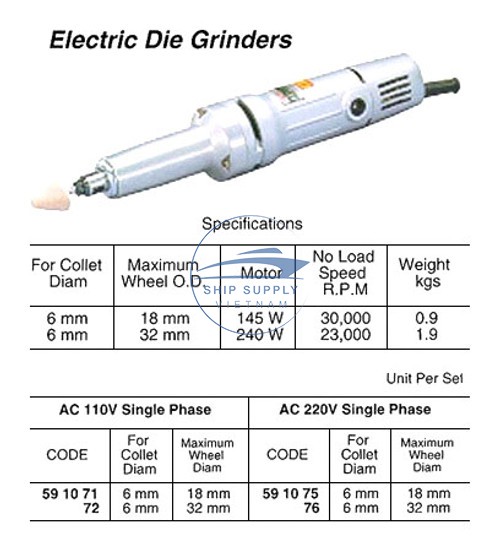 Electric Die Grinders
Specifications
For Collet Diam Maximum Wheel O.D. Motor No Load Speed R.P.M Weight kgs
6 mm 18 mm 145 W 30,000 0.9
6 mm 32 mm 240 W 23,000 1.9
SHIP SUPPLY
VIETNAM
Unit Per Set
AC 110V Single Phase AC 220V Single Phase
CODE For Collet Diam Maximum Wheel Diam CODE For Collet Diam Maximum Wheel Diam
59 10 71 6 mm 18 mm 59 10 75 6 mm 18 mm
72 6 mm 32 mm 76 6 mm 32 mm